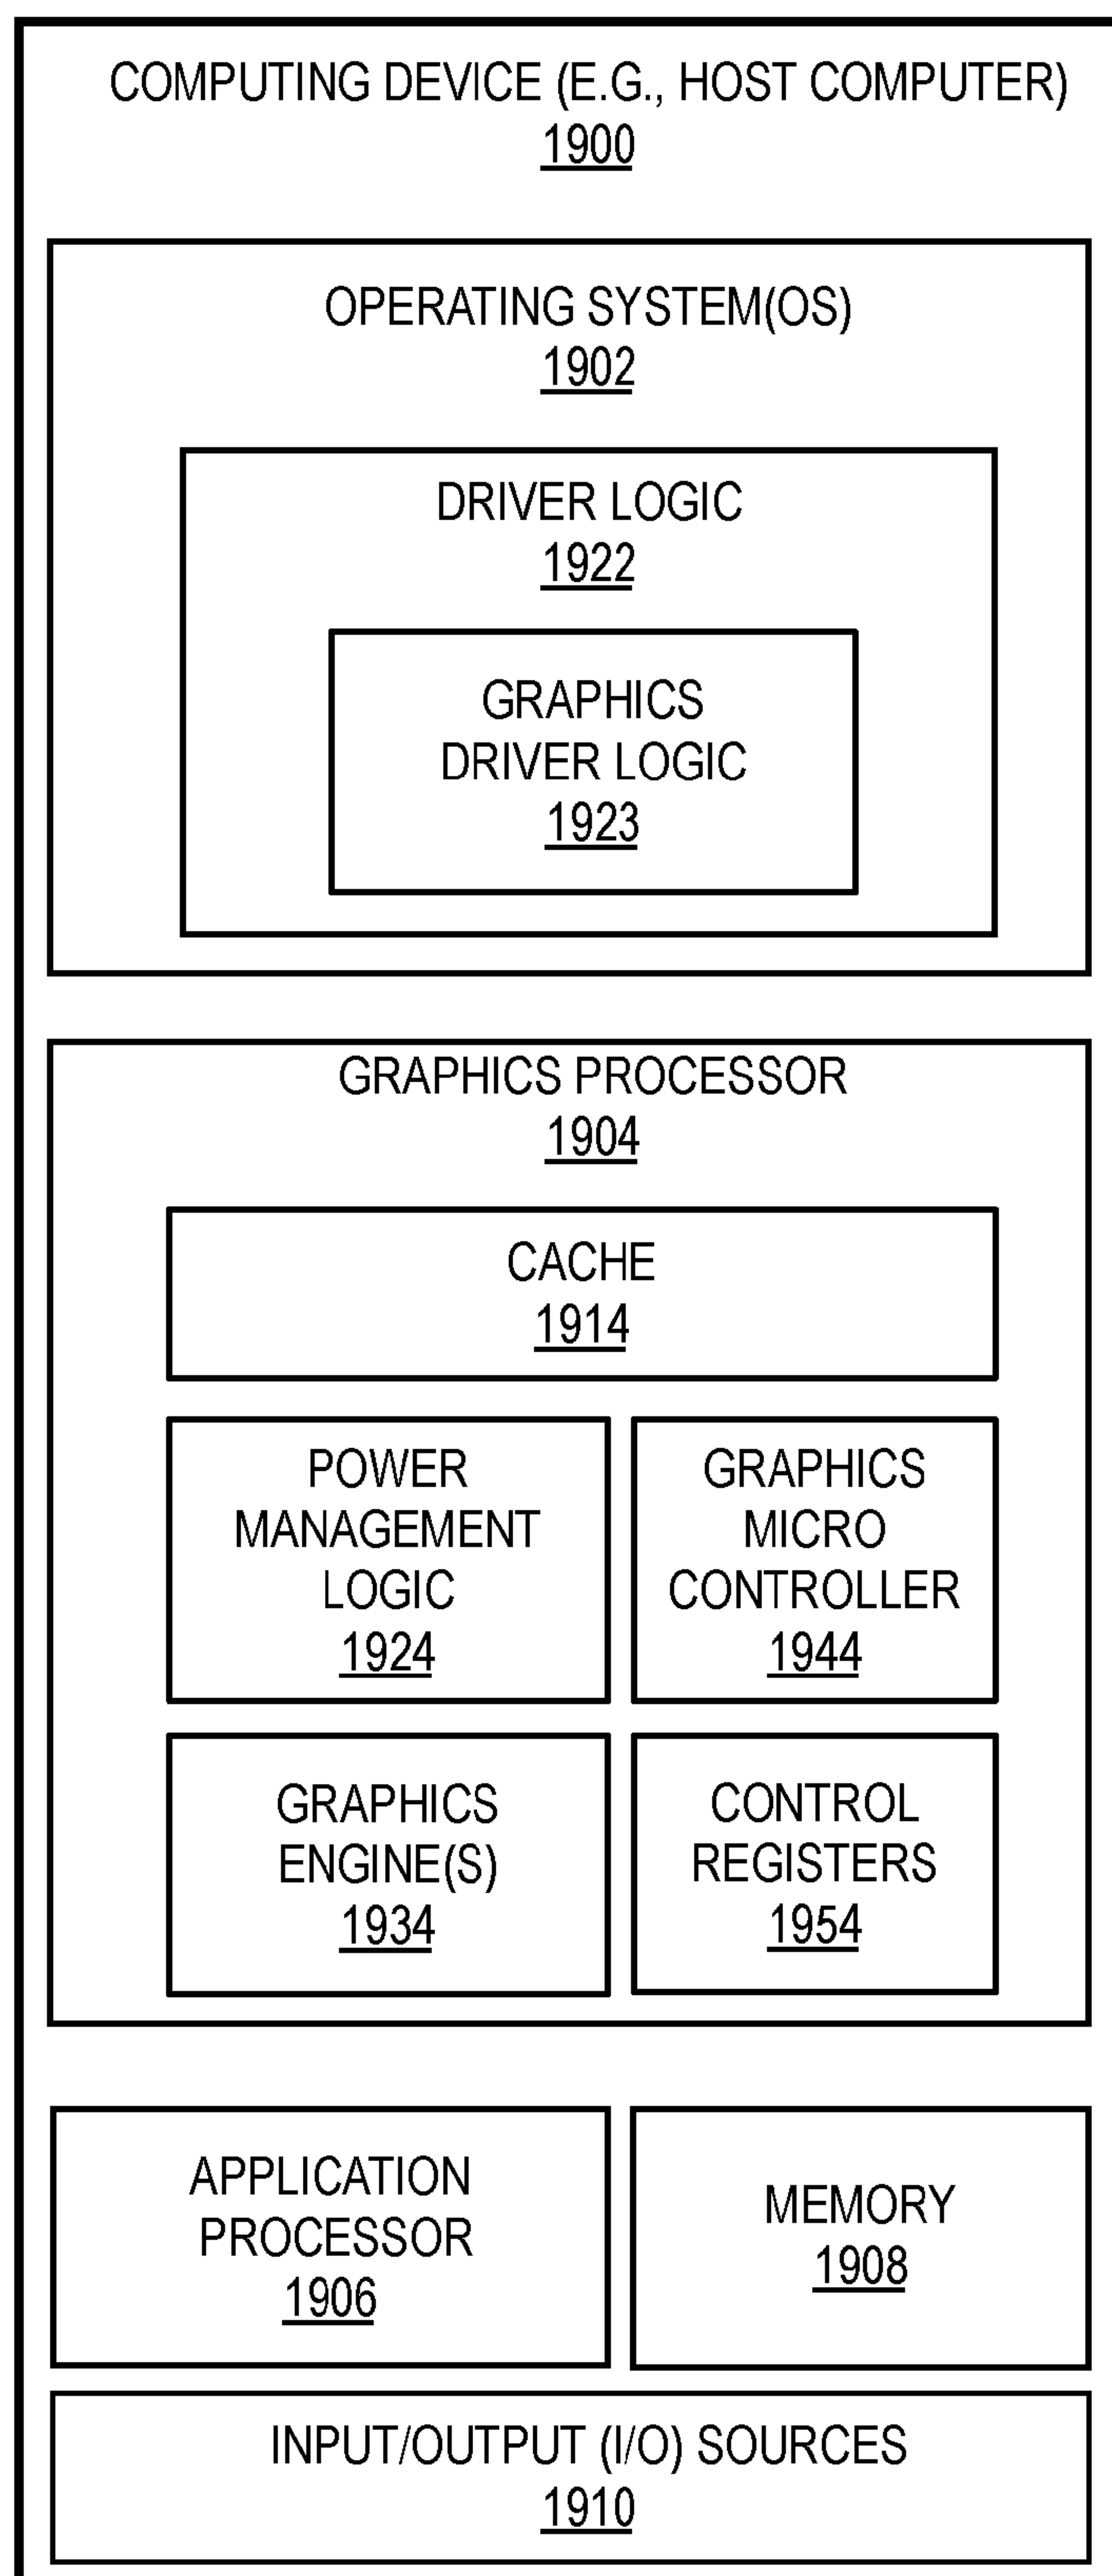 COMPUTING DEVICE (E.G., HOST COMPUTER)
1900
OPERATING SYSTEM(OS)
1902
DRIVER LOGIC
1922
GRAPHICS
DRIVER LOGIC
1923
GRAPHICS PROCESSOR
1904
CACHE
1914
POWER
MANAGEMENT
LOGIC
1924
GRAPHICS
MICRO
CONTROLLER
1944
GRAPHICS
ENGINE(S)
1934
CONTROL
REGISTERS
1954
APPLICATION
PROCESSOR
1906
MEMORY
1908
INPUT/OUTPUT (I/O) SOURCES
1910